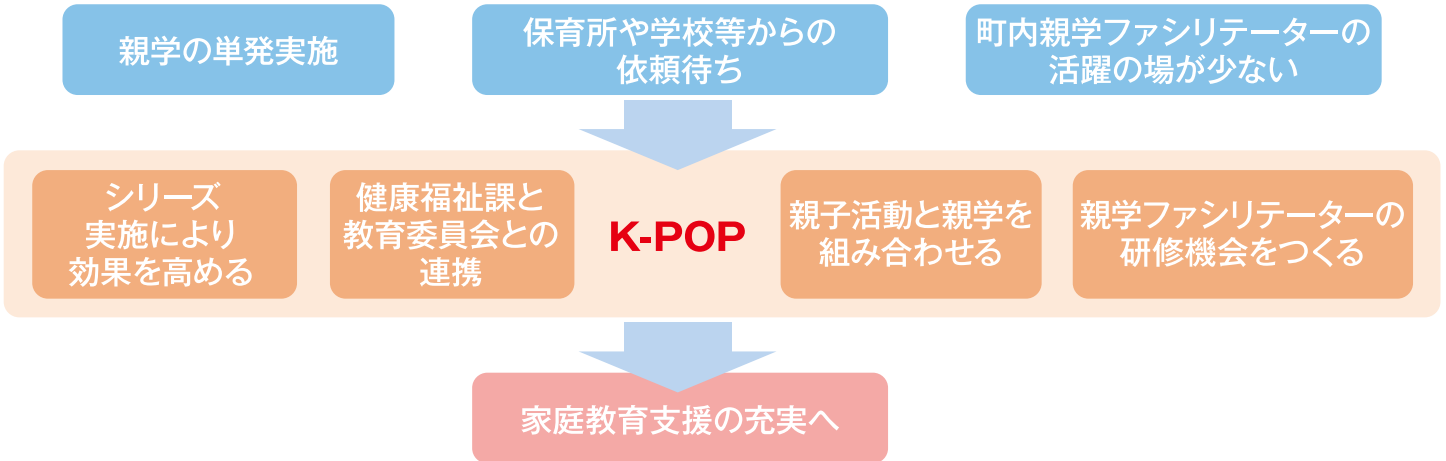 親学の単発実施
保育所や学校等からの
依頼待ち
町内親学ファシリテーターの
活躍の場が少ない
シリーズ
実施により
効果を高める
健康福祉課と
教育委員会との
連携
K-POP
親子活動と親学を
組み合わせる
親学ファシリテーターの
研修機会をつくる
家庭教育支援の充実へ